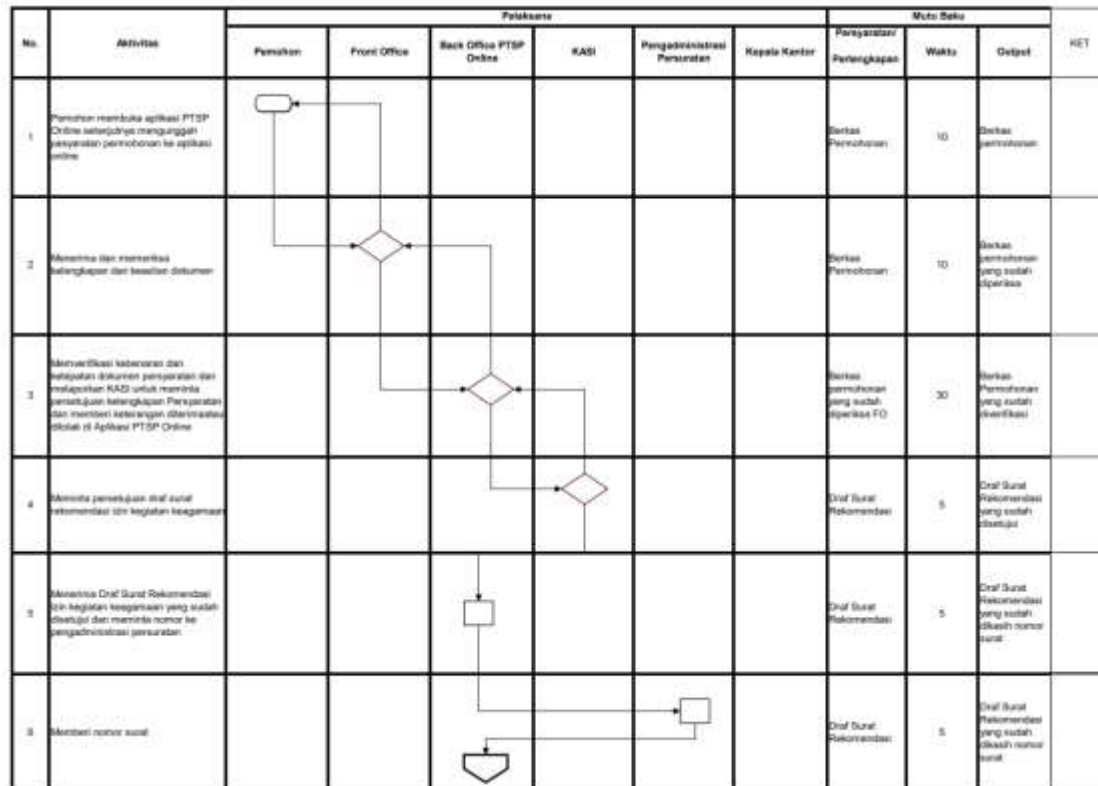 Pelaksana
Mutu Baku
No.
Aktivitas
Pemohon
Front Office
Back Office PTSP
Online
KASI
Pengadministrasi
Persuratan
Kepala Kantor
Persyaratan/
Perlengkapan
Waktu
Output
KET
1
Pemohon membuka aplikasi PTSP
Online selanjutnya mengunggah
pesyaratan permohonan ke aplikasi
online
Berkas
Permohonan
10
Berkas
permohonan
2
Menerima dan memeriksa
kelengkapan dan keaslian dokumen
Berkas
Permohonan
10
Berkas
permohonan
yang sudah
diperiksa
3
Memverifikasi kebenaran dan
kelayakan dokumen persyaratan dan
melaporkan KASI untuk meminta
persetujuan kelengkapan Persyaratan
dan memberi keterangan diterimaatau
ditolak di Aplikasi PTSP Online
Berkas
permohonan
yang sudah
diperiksa FO
30
Berkas
Permohonan
yang sudah
diverifikasi
4
Meminta persetujuan draf surat
rekomendasi izin kegiatan keagamaan
Draf Surat
Rekomendasi
5
Draf Surat
Rekomendasi
yang sudah
disetujui
5
Menerima Draf Surat Rekomendasi
izin kegiatan keagamaan yang sudah
disetujui dan meminta nomor ke
pengadministrasi persuratan
Draf Surat
Rekomendasi
5
Draf Surat
Rekomendasi
yang sudah
dikasih nomor
surat
6
Memberi nomor surat
Draf Surat
Rekomendasi
5
Draf Surat
Rekomendasi
yang sudah
dikasih nomor
surat